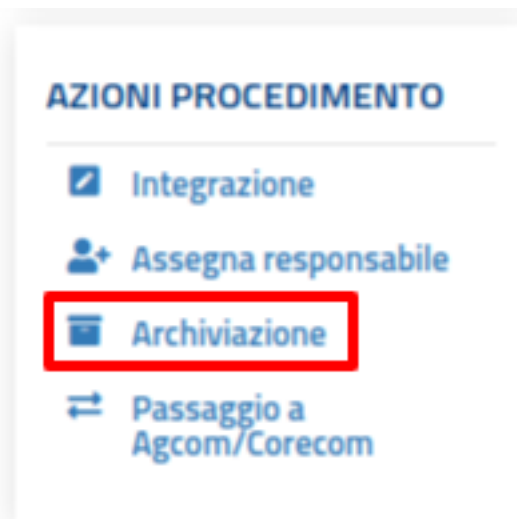 AZIONI PROCEDIMENTO
Integrazione
Assegna responsabile
Archiviazione
Passaggio a
Agcom/Corecom